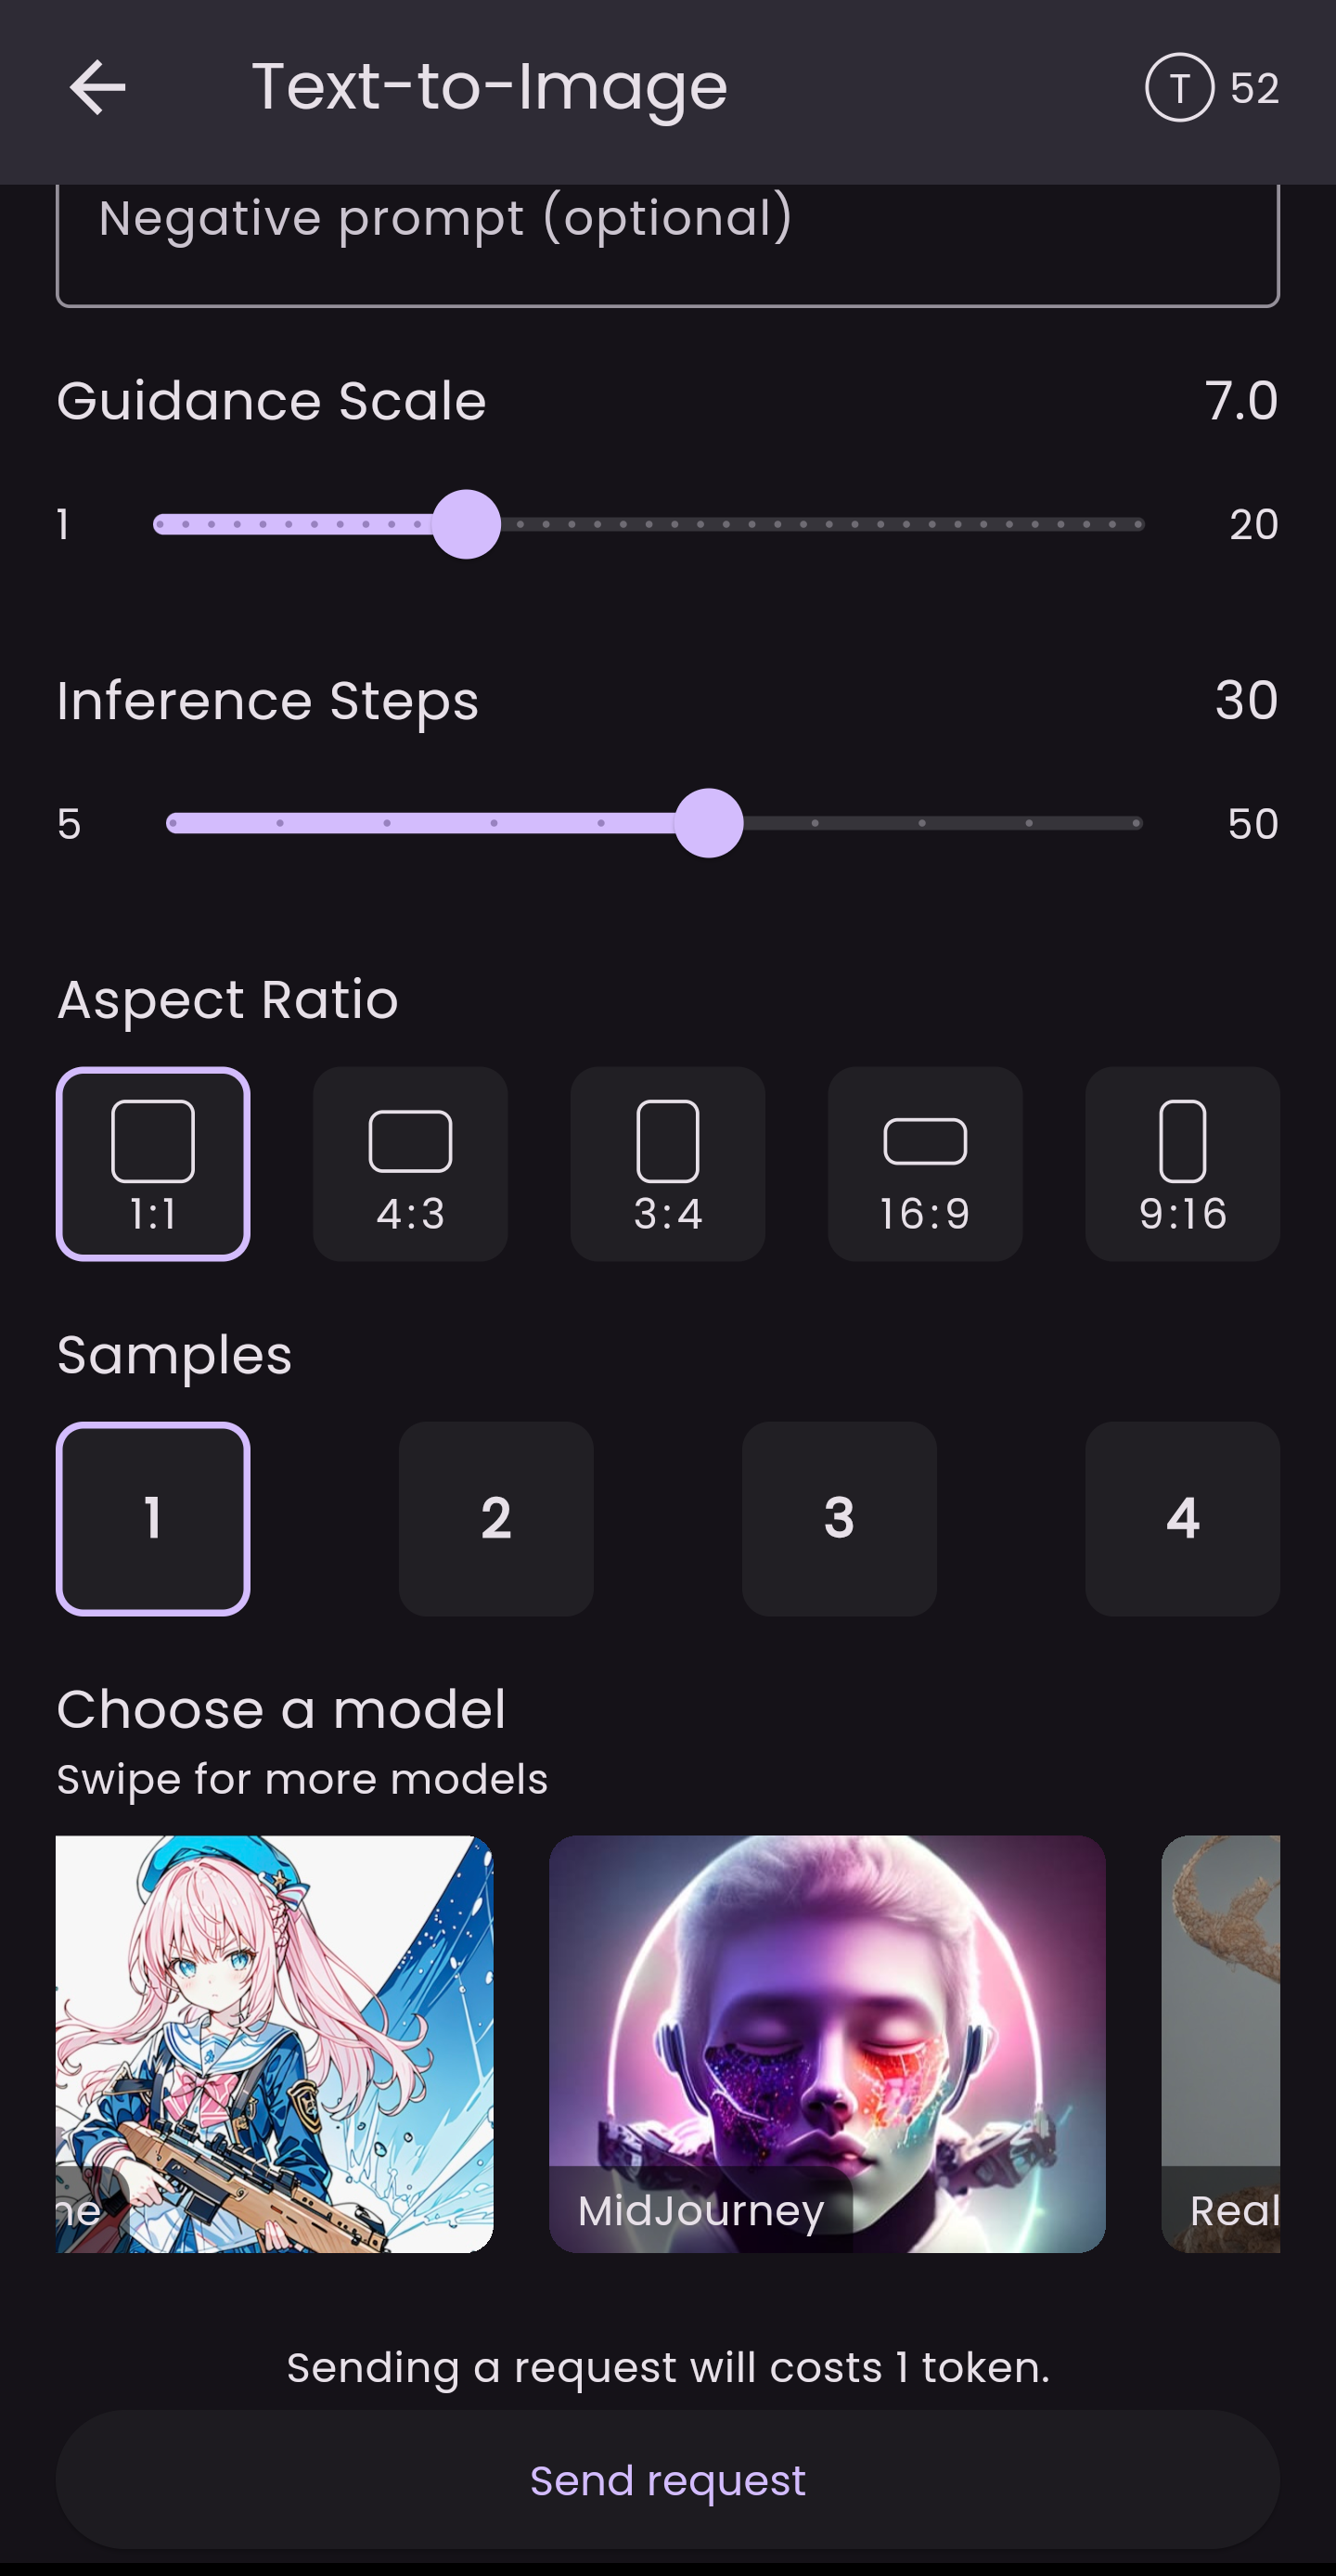 Text-to-Image
T 52
Negative prompt (optional)
Guidance Scale 7.0
1 20
Inference Steps 30
5 50
Aspect Ratio
1:1 4:3 3:4 16:9 9:16
Samples
1 2 3 4
Choose a model
Swipe for more models
ne MidJourney Real
Sending a request will costs 1 token.
Send request